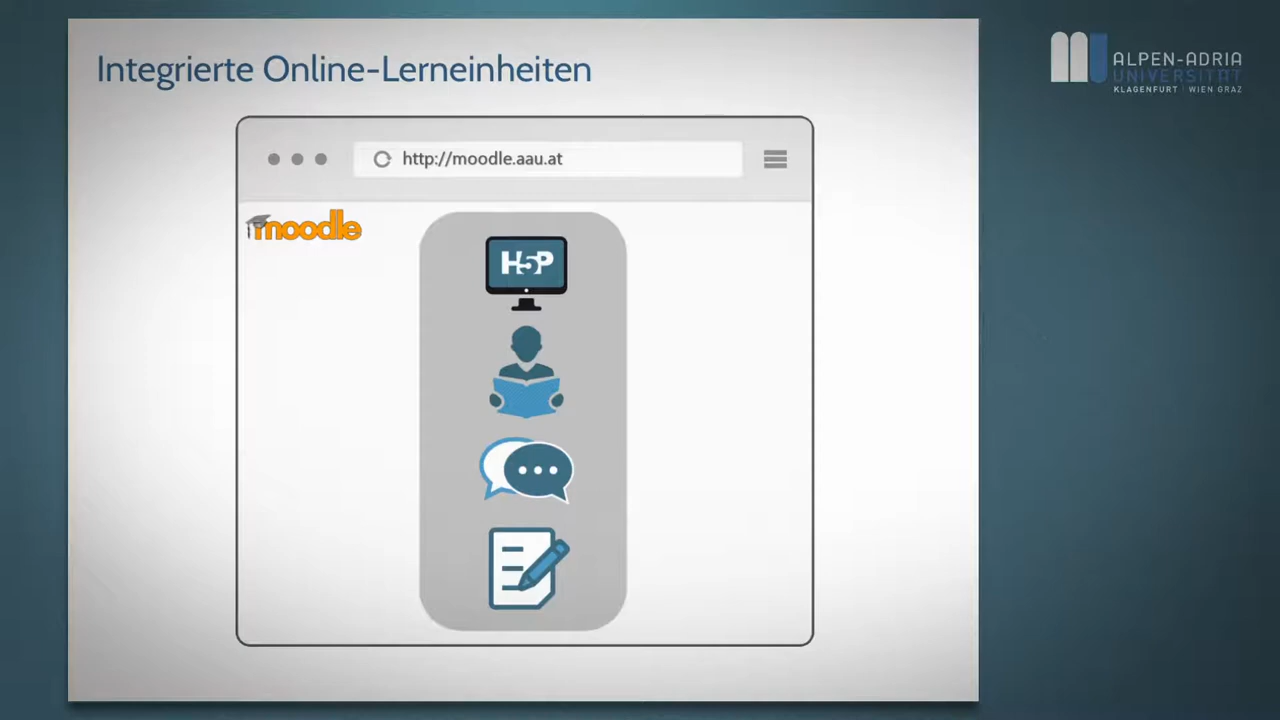 Integrierte Online-Lerneinheiten
ALPEN-ADRIA
UNIVERSITÄT
KLAGENFURT | WIEN GRAZ
http://moodle.aau.at
moodle
H5P